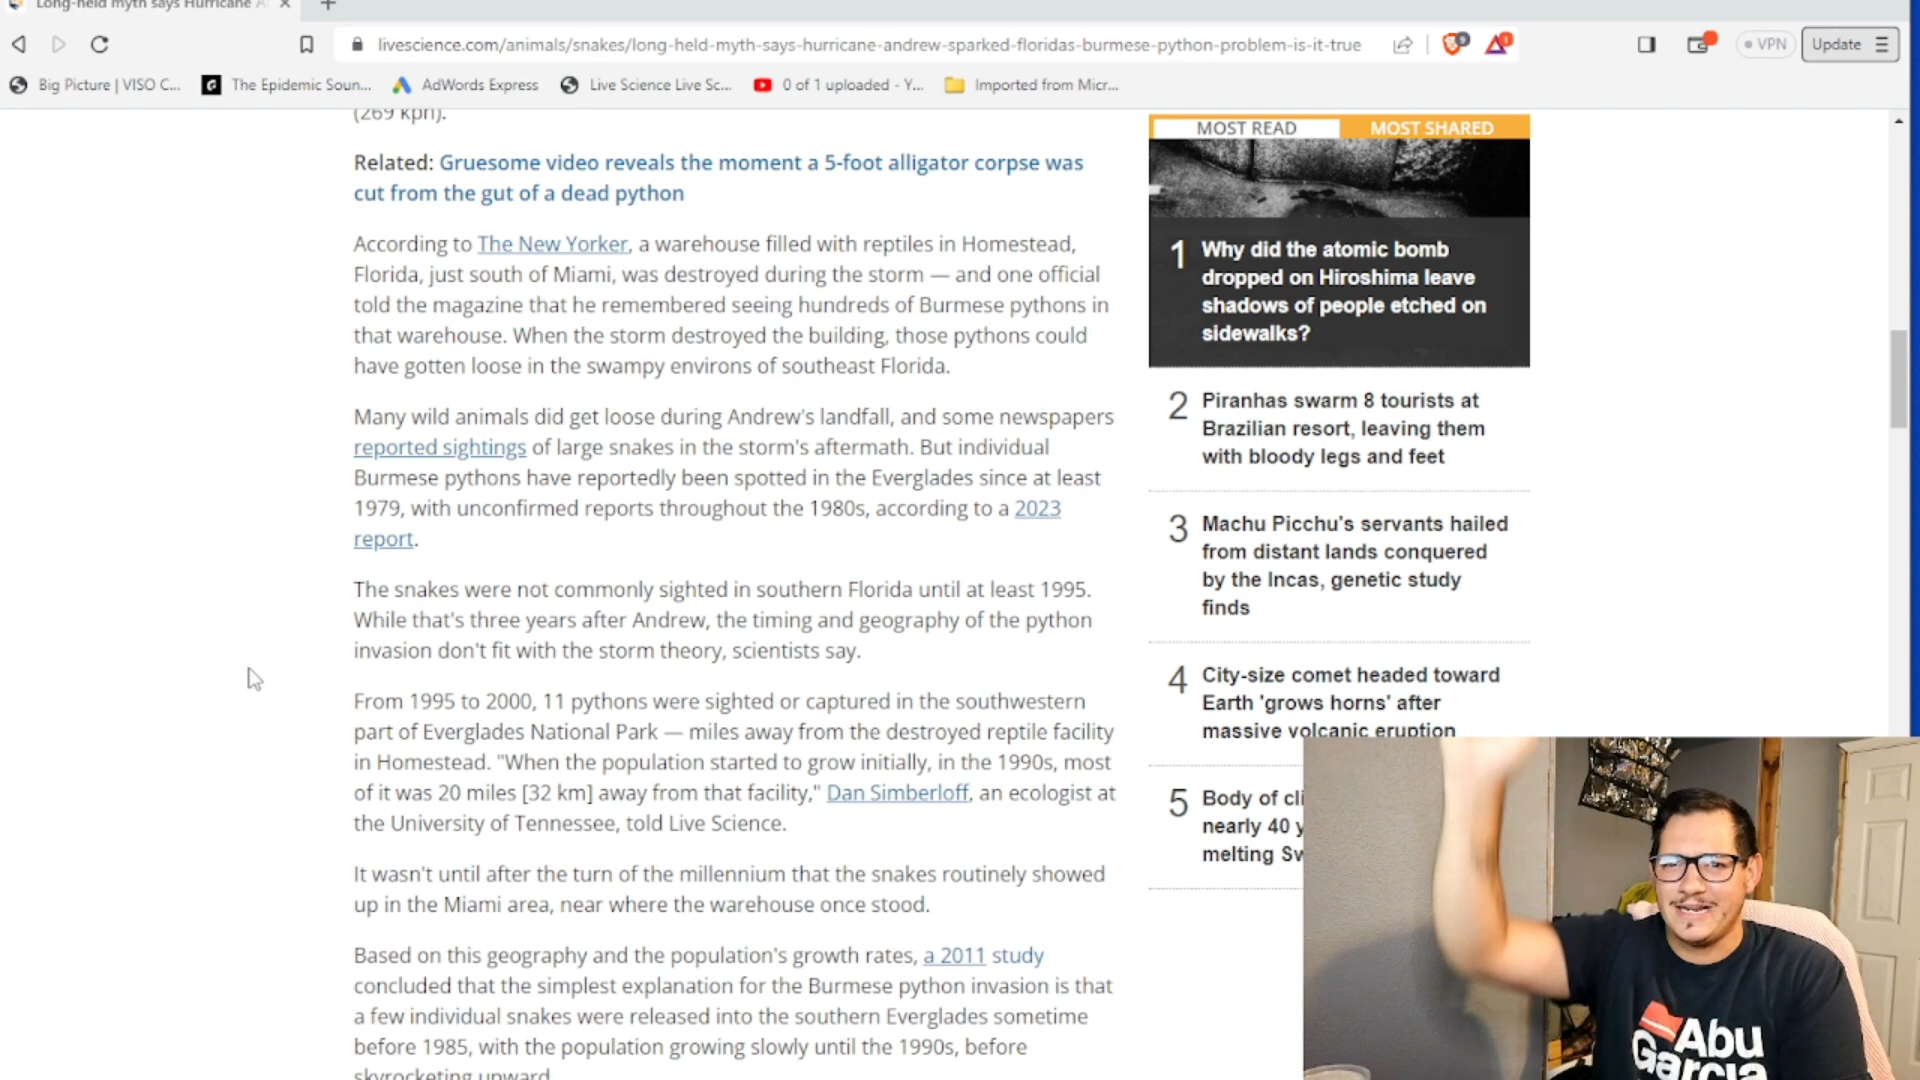 Long-held myth says Hurricane A
livescience.com/animals/snakes/long-held-myth-says-hurricane-andrew-sparked-floridas-burmese-python-problem-is-it-true
9
1
VPN
Update
Big Picture | VISO C...
The Epidemic Soun...
AdWords Express
Live Science Live Sc...
0 of 1 uploaded - Y...
Imported from Micr...
(269 kph).
Related: Gruesome video reveals the moment a 5-foot alligator corpse was
cut from the gut of a dead python
According to The New Yorker, a warehouse filled with reptiles in Homestead,
Florida, just south of Miami, was destroyed during the storm — and one official
told the magazine that he remembered seeing hundreds of Burmese pythons in
that warehouse. When the storm destroyed the building, those pythons could
have gotten loose in the swampy environs of southeast Florida.
Many wild animals did get loose during Andrew's landfall, and some newspapers
reported sightings of large snakes in the storm's aftermath. But individual
Burmese pythons have reportedly been spotted in the Everglades since at least
1979, with unconfirmed reports throughout the 1980s, according to a 2023
report.
The snakes were not commonly sighted in southern Florida until at least 1995.
While that's three years after Andrew, the timing and geography of the python
invasion don't fit with the storm theory, scientists say.
From 1995 to 2000, 11 pythons were sighted or captured in the southwestern
part of Everglades National Park — miles away from the destroyed reptile facility
in Homestead. "When the population started to grow initially, in the 1990s, most
of it was 20 miles [32 km] away from that facility," Dan Simberloff, an ecologist at
the University of Tennessee, told Live Science.
It wasn't until after the turn of the millennium that the snakes routinely showed
up in the Miami area, near where the warehouse once stood.
Based on this geography and the population's growth rates, a 2011 study
concluded that the simplest explanation for the Burmese python invasion is that
a few individual snakes were released into the southern Everglades sometime
before 1985, with the population growing slowly until the 1990s, before
skyrocketing upward.
MOST READ
MOST SHARED
1 Why did the atomic bomb
dropped on Hiroshima leave
shadows of people etched on
sidewalks?
2 Piranhas swarm 8 tourists at
Brazilian resort, leaving them
with bloody legs and feet
3 Machu Picchu's servants hailed
from distant lands conquered
by the Incas, genetic study
finds
4 City-size comet headed toward
Earth 'grows horns' after
massive volcanic eruption
5 Body of cli
nearly 40 y
melting Sw
Abu
Garcia